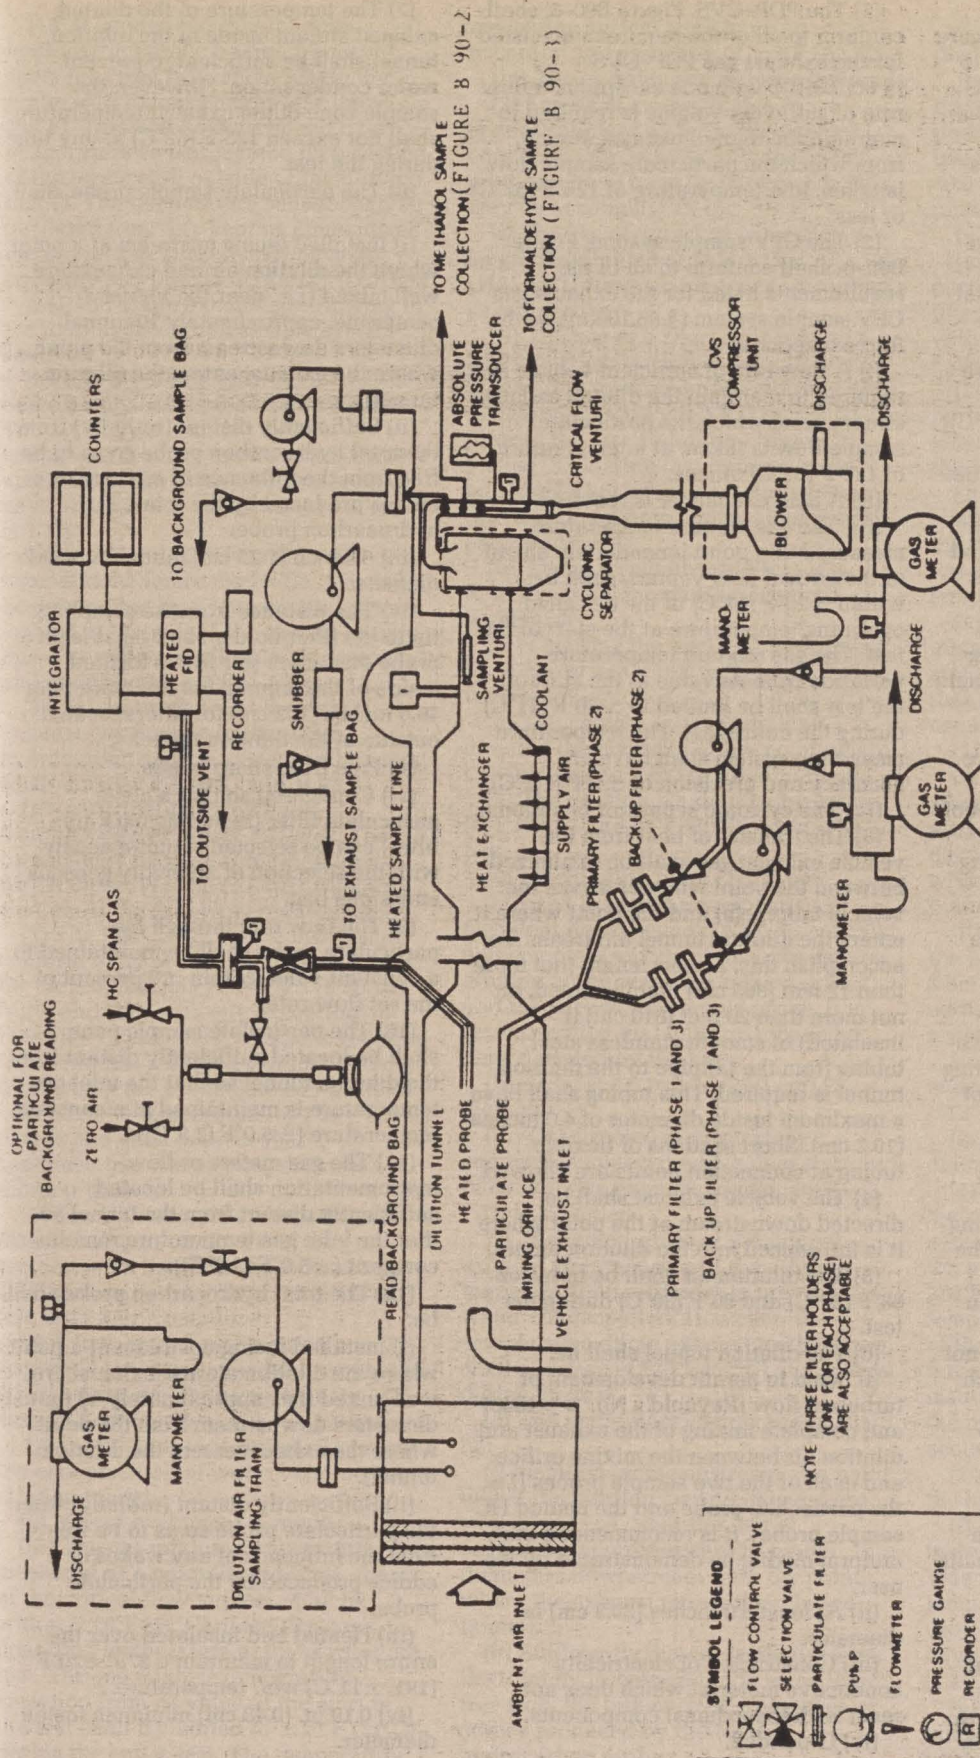 OPTIONAL FOR
PARTICULATE
BACKGROUND READING
ZERO AIR
HC SPAN GAS
INTEGRATOR
COUNTERS
HEATED
FID
RECORDER
TO OUTSIDE VENT
TO BACKGROUND SAMPLE BAG
SNUBBER
TO EXHAUST SAMPLE BAG
HEATED SAMPLE LINE
READ BACKGROUND BAG
DISCHARGE
GAS
METER
MANOMETER
DILUTION AIR FILTER
SAMPLING TRAIN
AMBIENT AIR INLET
DILUTION TUNNEL
HEATED PROBE
PARTICULATE PROBE
MIXING ORIFICE
VEHICLE EXHAUST INLET
HEAT EXCHANGER
COOLANT
SUPPLY AIR
SAMPLING
VENTURI
CYCLONIC
SEPARATOR
TO METHANOL SAMPLE
COLLECTION (FIGURE B 90-2
ABSOLUTE
PRESSURE
TRANSDUCER
TO FORMALDEHYDE SAMPLE
COLLECTION (FIGURE B 90-3)
CRITICAL FLOW
VENTURI
CVS
COMPRESSOR
UNIT
BLOWER
DISCHARGE
PRIMARY FILTER (PHASE 2)
BACK-UP FILTER (PHASE 2)
PRIMARY FILTER (PHASE 1 AND 3)
BACK UP FILTER (PHASE 1 AND 3)
MANO-
METER
DISCHARGE
GAS
METER
MANOMETER
DISCHARGE
GAS
METER
NOTE THREE FILTER HOLDERS
(ONE FOR EACH PHASE)
ARE ALSO ACCEPTABLE
SYMBOL LEGEND
FLOW CONTROL VALVE
SELECTION VALVE
PARTICULATE FILTER
PUMP
FLOWMETER
PRESSURE GAUGE
R RECORDER